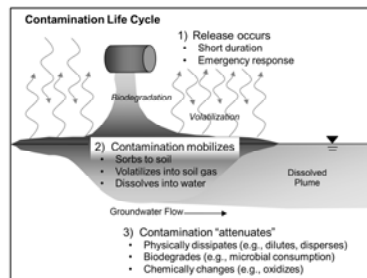 Contamination Life Cycle
1) Release occurs
• Short duration
• Emergency response
Biodegradation
Volatilization
2) Contamination mobilizes
• Sorbs to soil
• Volatilizes into soil gas
• Dissolves into water
Dissolved
Plume
Groundwater Flow
3) Contamination "attenuates"
• Physically dissipates (e.g., dilutes, disperses)
• Biodegrades (e.g., microbial consumption)
• Chemically changes (e.g., oxidizes)